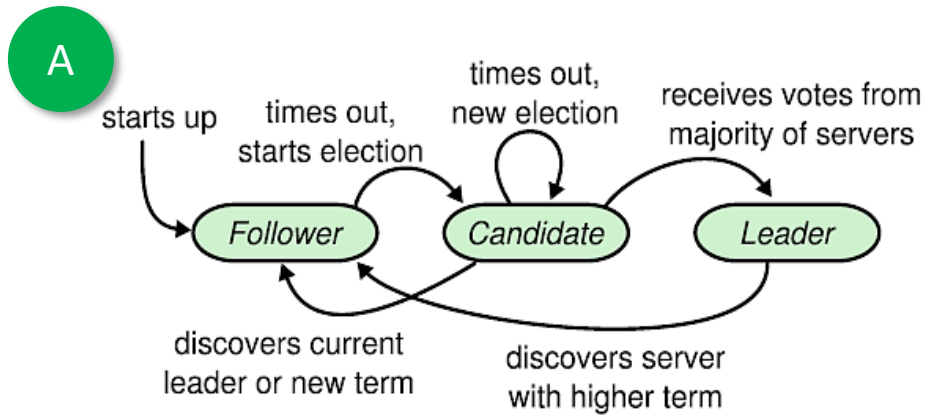 A
starts up
times out,
starts election
times out,
new election
receives votes from
majority of servers
Follower
Candidate
Leader
discovers current
leader or new term
discovers server
with higher term